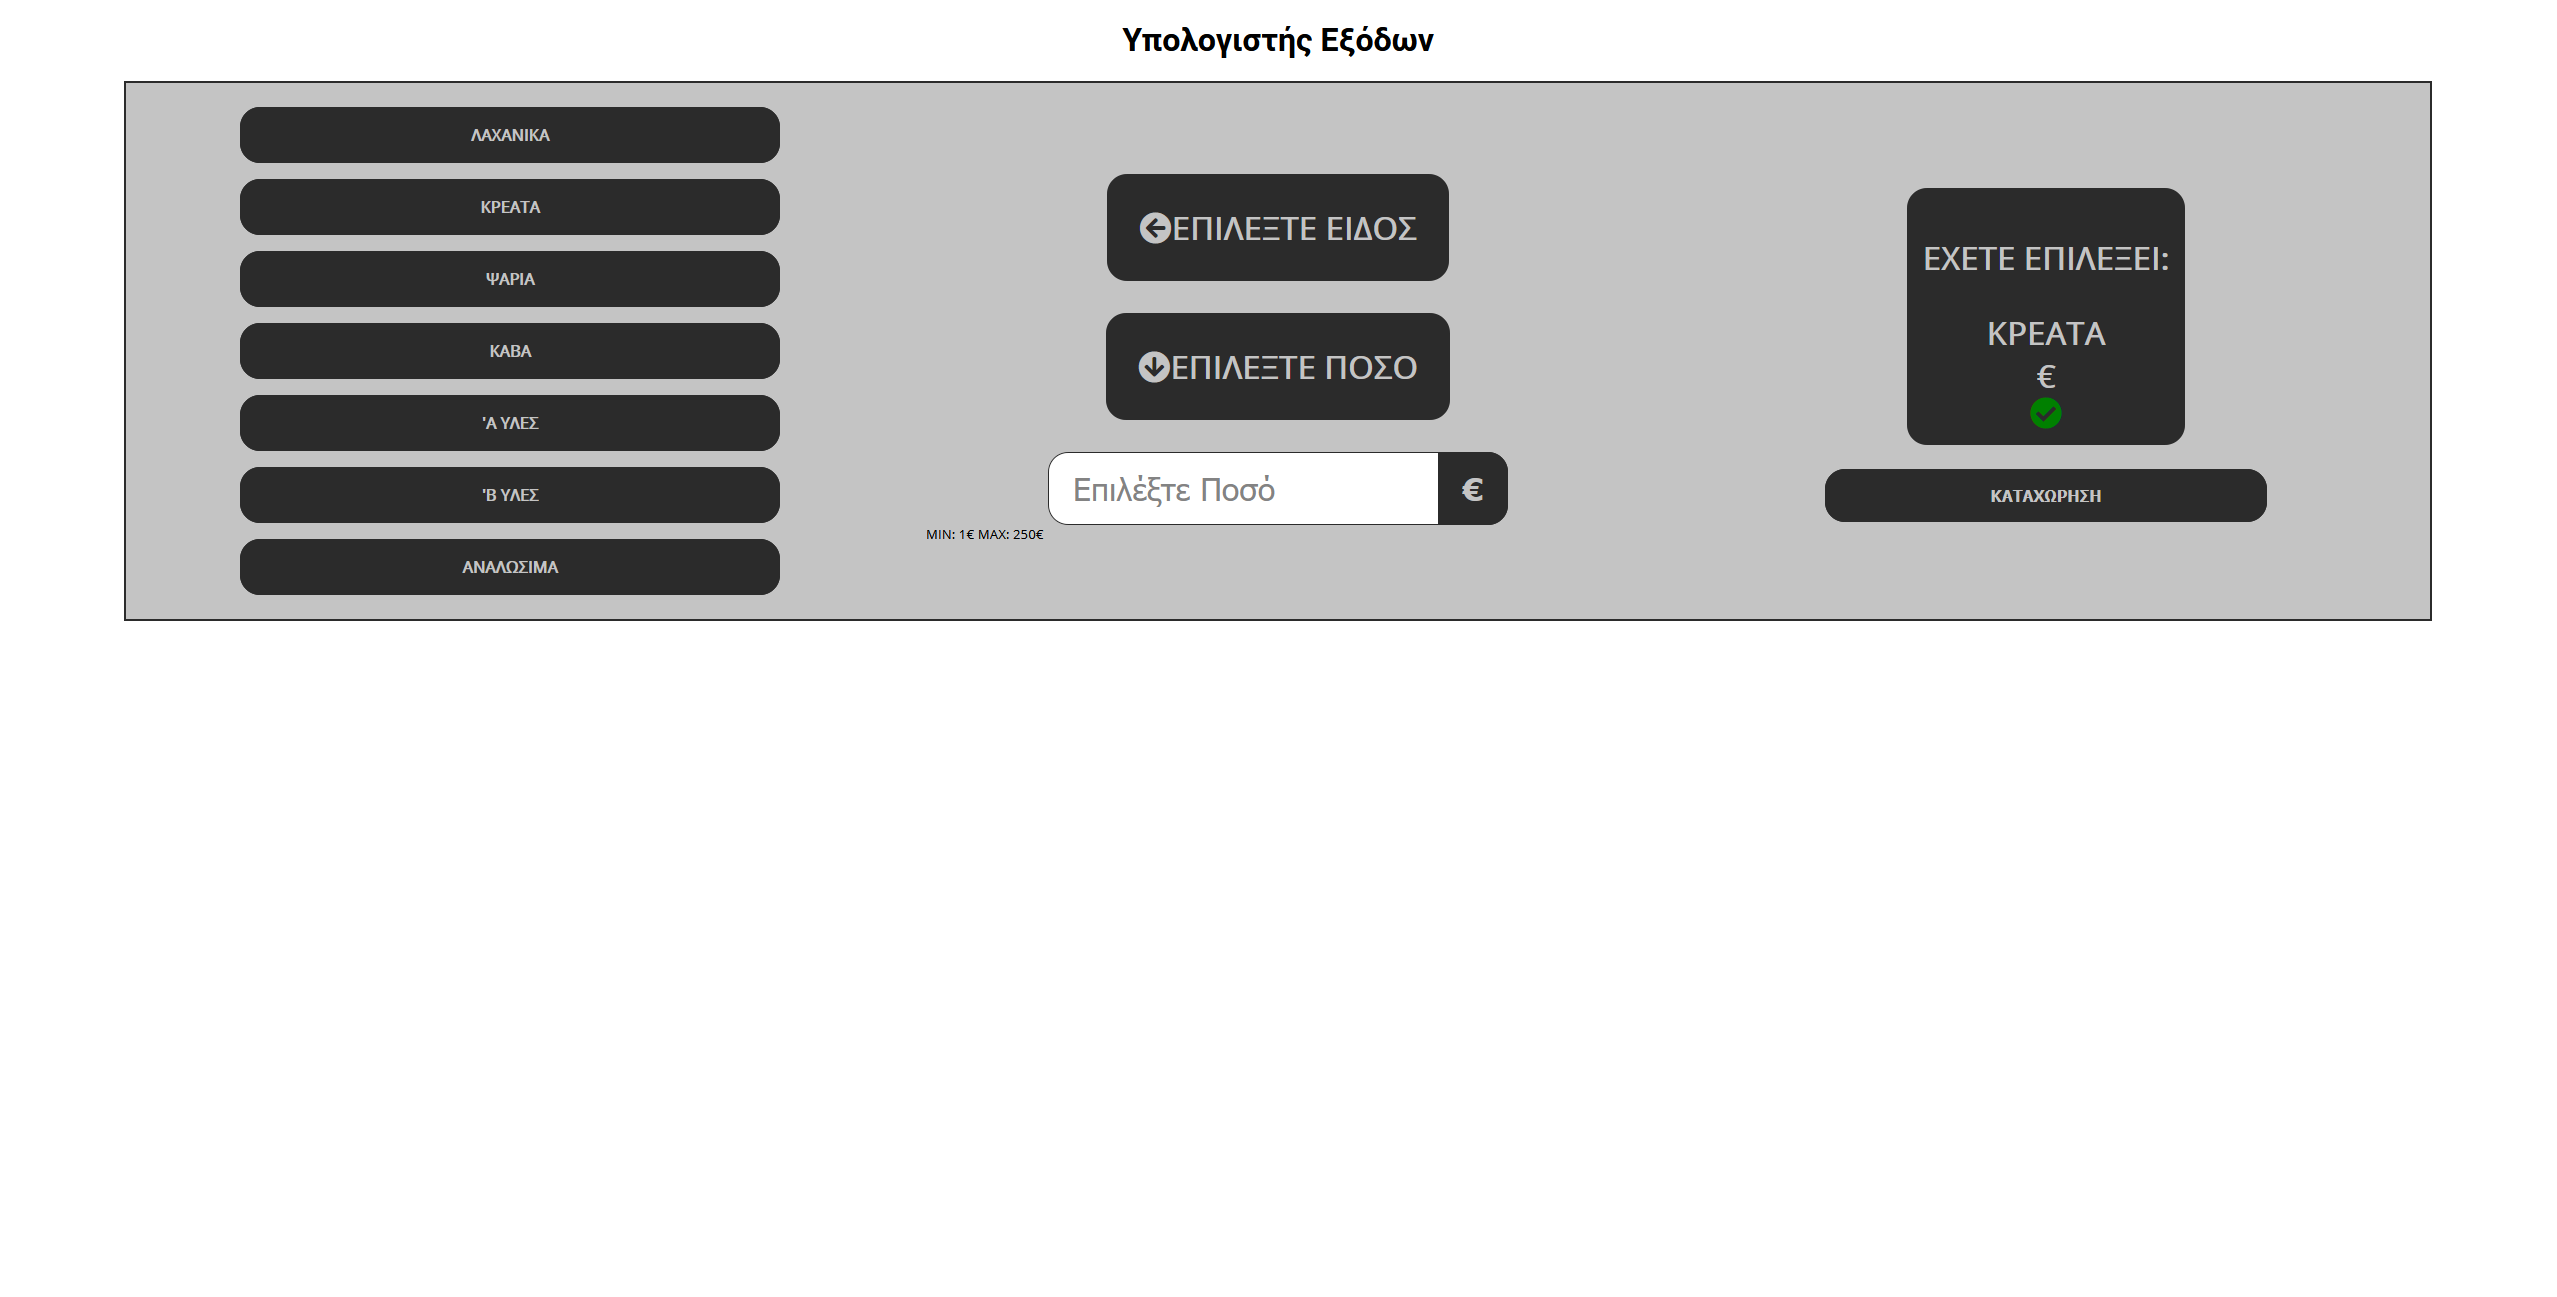 Υπολογιστής Εξόδων
ΛΑΧΑΝΙΚΑ
ΚΡΕΑΤΑ
ΨΑΡΙΑ
ΚΑΒΑ
'Α ΥΛΕΣ
'Β ΥΛΕΣ
ΑΝΑΛΩΣΙΜΑ
ΕΠΙΛΕΞΤΕ ΕΙΔΟΣ
ΕΠΙΛΕΞΤΕ ΠΟΣΟ
Επιλέξτε Ποσό €
MIN: 1€ MAX: 250€
ΕΧΕΤΕ ΕΠΙΛΕΞΕΙ:
ΚΡΕΑΤΑ
€
ΚΑΤΑΧΩΡΗΣΗ